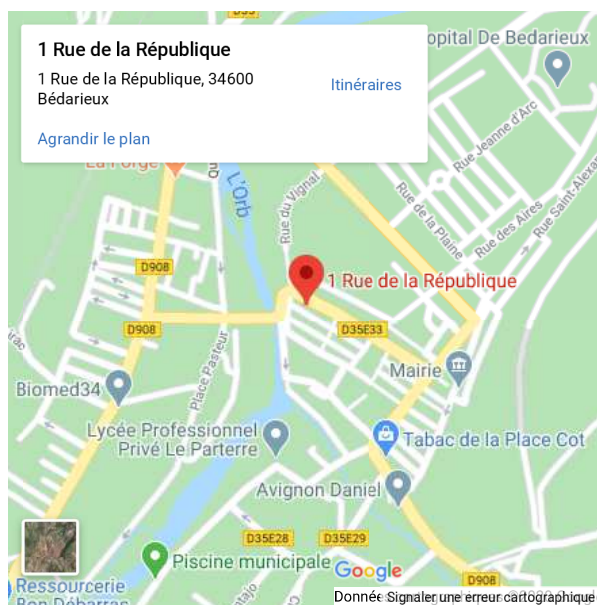 D35E33
1 Rue de la République
1 Rue de la République, 34600
Bédarieux
Itinéraires
Agrandir le plan
opital De Bedarieux
La Forge
L'Orb
Rue du Vignal
Rue Jeanne d'Arc
Rue de la Plaine
Rue des Aires
Rue Saint-Alexan
D908
1 Rue de la République
D908
D35E33
Place Pasteur
Mairie
Biomed34
Lycée Professionnel
Privé Le Parterre
Tabac de la Place Cot
Avignon Daniel
D35E28
D35E29
Piscine municipale
Google
D908
Ressourcerie
Bon Débarras
Donnée
Signaler une erreur cartographique